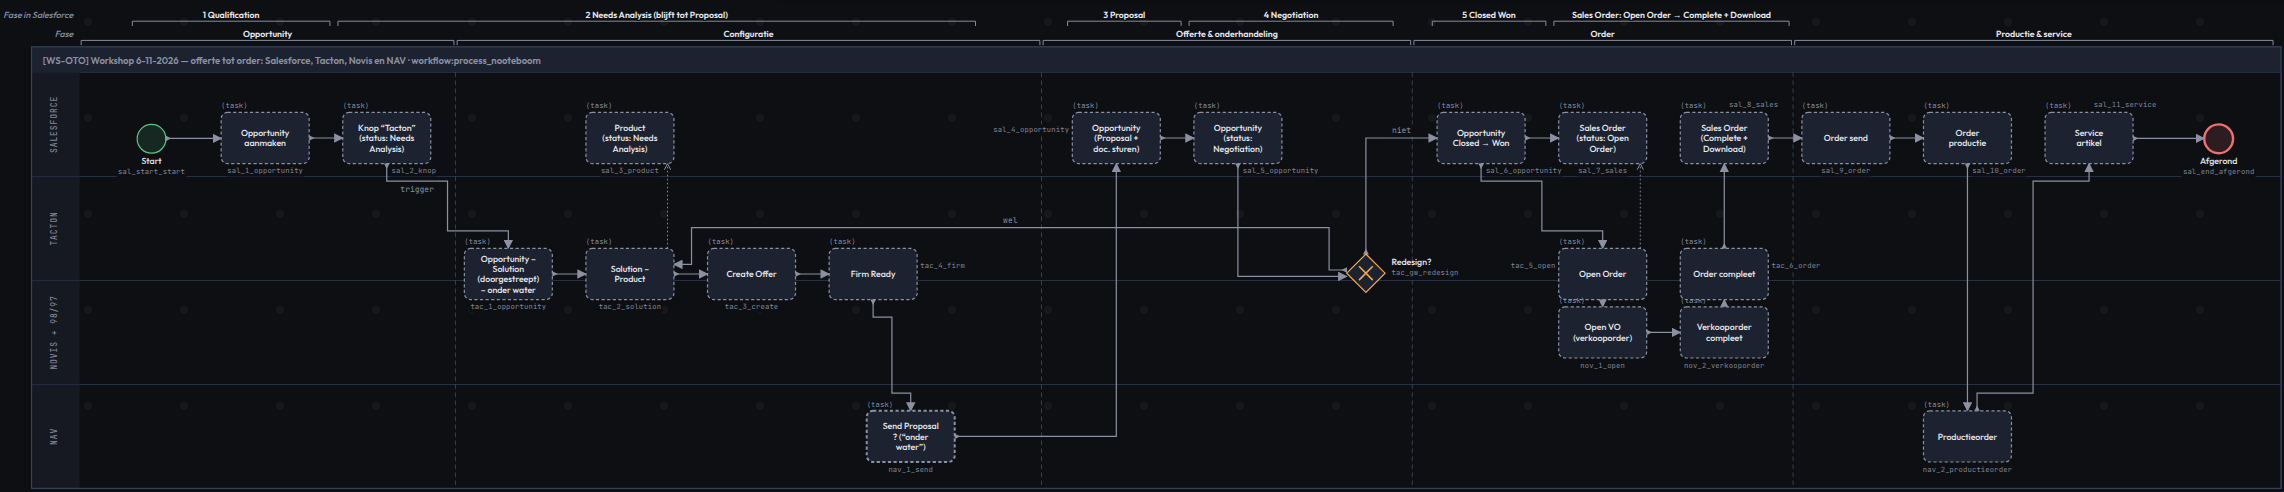 Fase in Salesforce
1 Qualification
2 Needs Analysis (blijft tot Proposal)
3 Proposal
4 Negotiation
5 Closed Won
Sales Order: Open Order → Complete + Download
Fase
Opportunity
Configuratie
Offerte & onderhandeling
Order
Productie & service
[WS-OTO] Workshop 6-11-2026 — offerte tot order: Salesforce, Tacton, Novis en NAV · workflow:process_nooteboom
SALESFORCE
Start
sal_start_start
(task)
Opportunity
aanmaken
sal_1_opportunity
(task)
Knop “Tacton”
(status: Needs
Analysis)
sal_2_knop
trigger
(task)
Product
(status: Needs
Analysis)
sal_3_product
(task)
sal_4_opportunity
Opportunity
(Proposal +
doc. sturen)
(task)
Opportunity
(status:
Negotiation)
sal_5_opportunity
niet
(task)
Opportunity
Closed → Won
sal_6_opportunity
(task)
Sales Order
(status: Open
Order)
sal_7_sales
(task)
sal_8_sales
Sales Order
(Complete +
Download)
(task)
Order send
sal_9_order
(task)
Order
productie
sal_10_order
(task)
sal_11_service
Service
artikel
Afgerond
sal_end_afgerond
TACTON
wel
(task)
Opportunity –
Solution
(doorgestreept)
– onder water
tac_1_opportunity
(task)
Solution –
Product
tac_2_solution
(task)
Create Offer
tac_3_create
(task)
Firm Ready
tac_4_firm
Redesign?
tac_gw_redesign
(task)
tac_5_open
Open Order
(task)
Order compleet
tac_6_order
NOVIS + 98/97
(task)
Open VO
(verkooporder)
nov_1_open
(task)
Verkooporder
compleet
nov_2_verkooporder
NAV
(task)
Send Proposal
? (“onder
water”)
nav_1_send
(task)
Productieorder
nav_2_productieorder